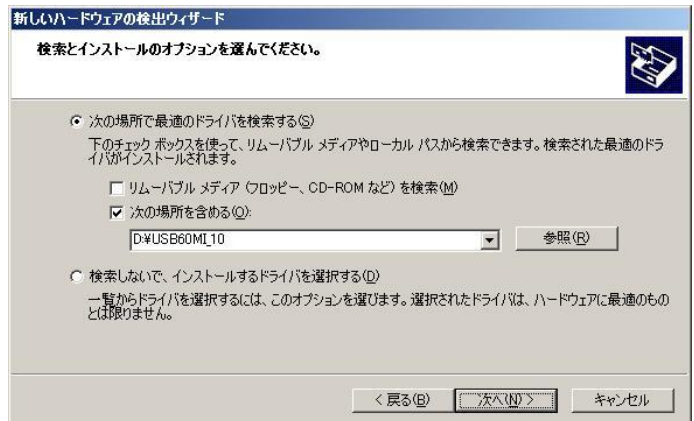 新しいハードウェアの検出ウィザード
検索とインストールのオプションを選んでください。
次の場所で最適のドライバを検索する(S)
下のチェック ボックスを使って、リムーバブル メディアやローカル パスから検索できます。検索された最適のドラ
イバがインストールされます。
リムーバブル メディア (フロッピー、CD-ROM など) を検索(M)
次の場所を含める(O):
D:¥USB60MI_10
参照(R)
検索しないで、インストールするドライバを選択する(D)
一覧からドライバを選択するには、このオプションを選びます。選択されたドライバは、ハードウェアに最適のもの
とは限りません。
< 戻る(B)
次へ(N) >
キャンセル